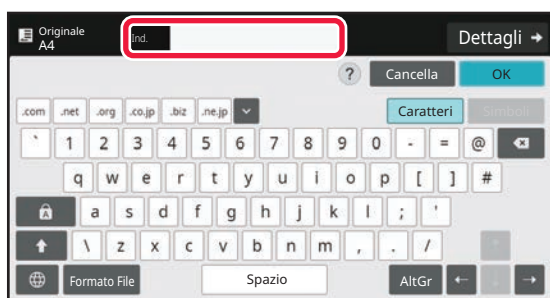 Originale
A4
Ind.
Dettagli →
?
Cancella
OK
.com .net .org .co.jp .biz .ne.jp
Caratteri
Simboli
` 1 2 3 4 5 6 7 8 9 0 - = @
q w e r t y u i o p [ ] #
A a s d f g h j k l ; '
\ z x c v b n m , . /
Formato File
Spazio
AltGr ← ↓ →